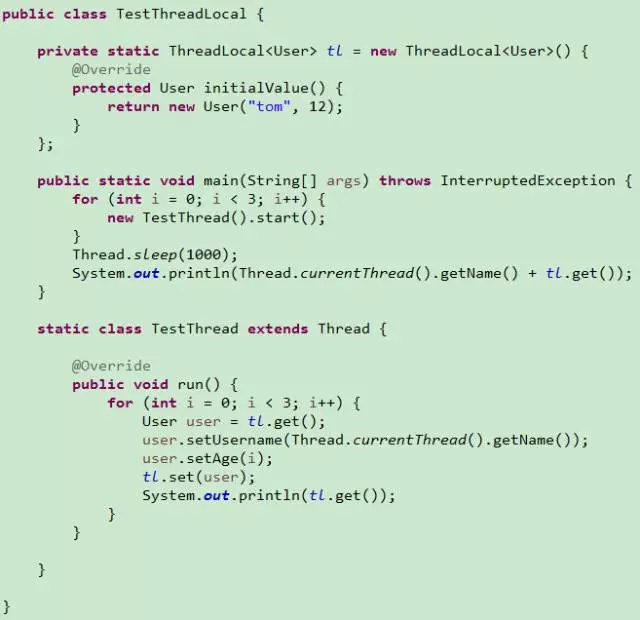 public class TestThreadLocal {
private static ThreadLocal<User> tl = new ThreadLocal<User>() {
@Override
protected User initialValue() {
return new User("tom", 12);
}
};
public static void main(String[] args) throws InterruptedException {
for (int i = 0; i < 3; i++) {
new TestThread().start();
}
Thread.sleep(1000);
System.out.println(Thread.currentThread().getName() + tl.get());
}
static class TestThread extends Thread {
@Override
public void run() {
for (int i = 0; i < 3; i++) {
User user = tl.get();
user.setUsername(Thread.currentThread().getName());
user.setAge(i);
tl.set(user);
System.out.println(tl.get());
}
}
}
}